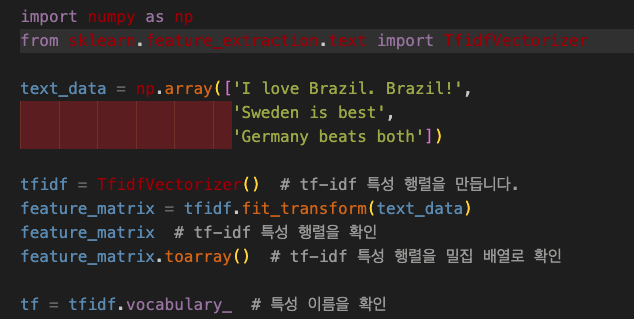 import numpy as np
from sklearn.feature_extraction.text import TfidfVectorizer
text_data = np.array(['I love Brazil. Brazil!',
'Sweden is best',
'Germany beats both'])
tfidf = TfidfVectorizer()  # tf-idf 특성 행렬을 만듭니다.
feature_matrix = tfidf.fit_transform(text_data)
feature_matrix  # tf-idf 특성 행렬을 확인
feature_matrix.toarray()  # tf-idf 특성 행렬을 밀집 배열로 확인
tf = tfidf.vocabulary_  # 특성 이름을 확인